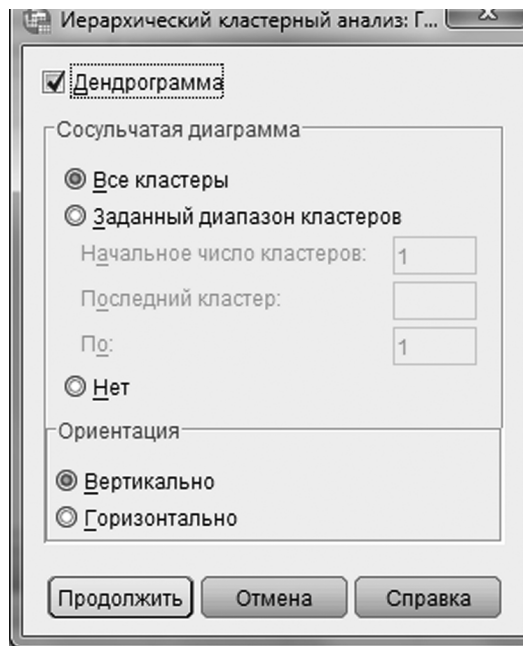 Иерархический кластерный анализ: Г...
Дендрограмма
Сосульчатая диаграмма
Все кластеры
Заданный диапазон кластеров
Начальное число кластеров: 1
Последний кластер:
По: 1
Нет
Ориентация
Вертикально
Горизонтально
Продолжить Отмена Справка